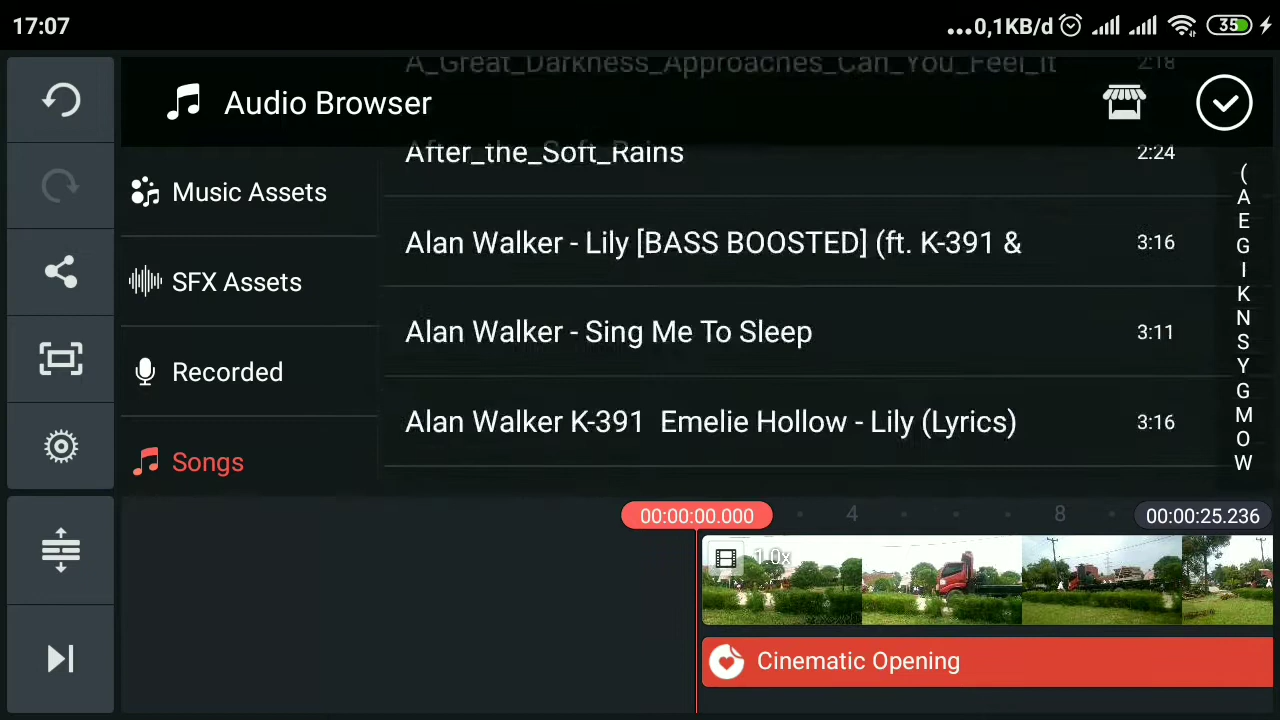 17:07
...0,1KB/d
35
A_Great_Darkness_Approaches_Can_You_Feel_It 2:18
Audio Browser
After_the_Soft_Rains 2:24
Music Assets
Alan Walker - Lily [BASS BOOSTED] (ft. K-391 & 3:16
SFX Assets
Alan Walker - Sing Me To Sleep 3:11
Recorded
Alan Walker K-391  Emelie Hollow - Lily (Lyrics) 3:16
Songs
(
A
E
G
I
K
N
S
Y
G
M
O
W
00:00:00.000
4
8
00:00:25.236
1.0x
Cinematic Opening